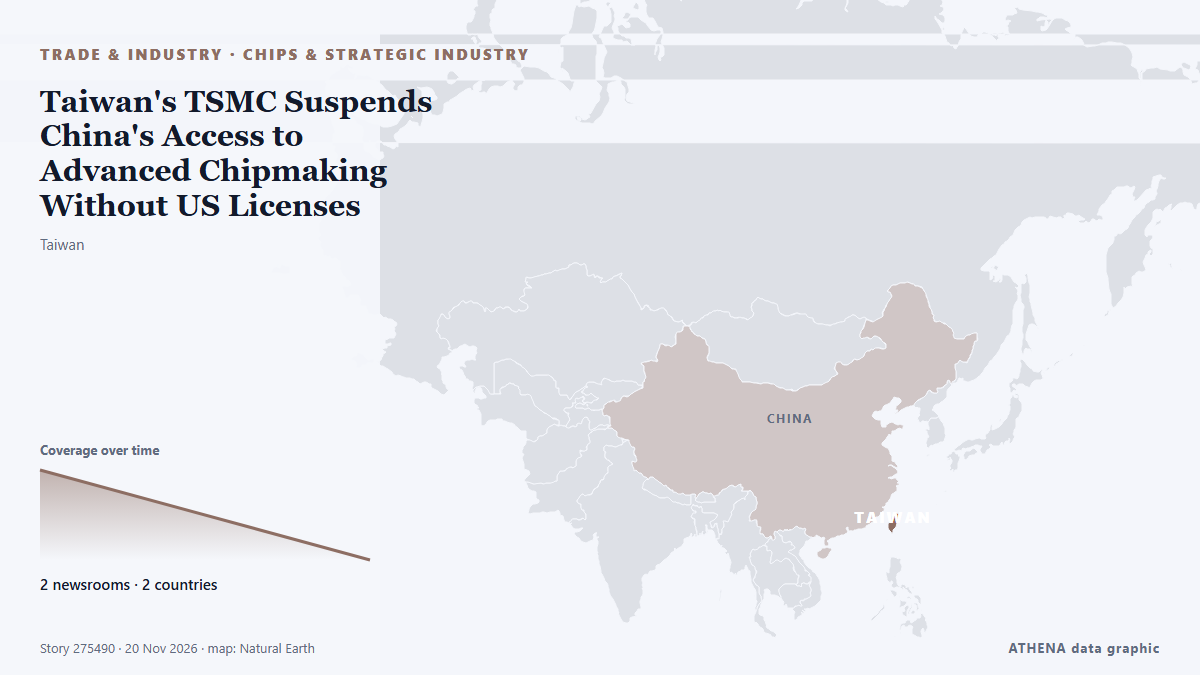 TRADE & INDUSTRY · CHIPS & STRATEGIC INDUSTRY
Taiwan's TSMC Suspends
China's Access to
Advanced Chipmaking
Without US Licenses
Taiwan
CHINA
TAIWAN
Coverage over time
2 newsrooms · 2 countries
Story 275490 · 20 Nov 2026 · map: Natural Earth
ATHENA data graphic